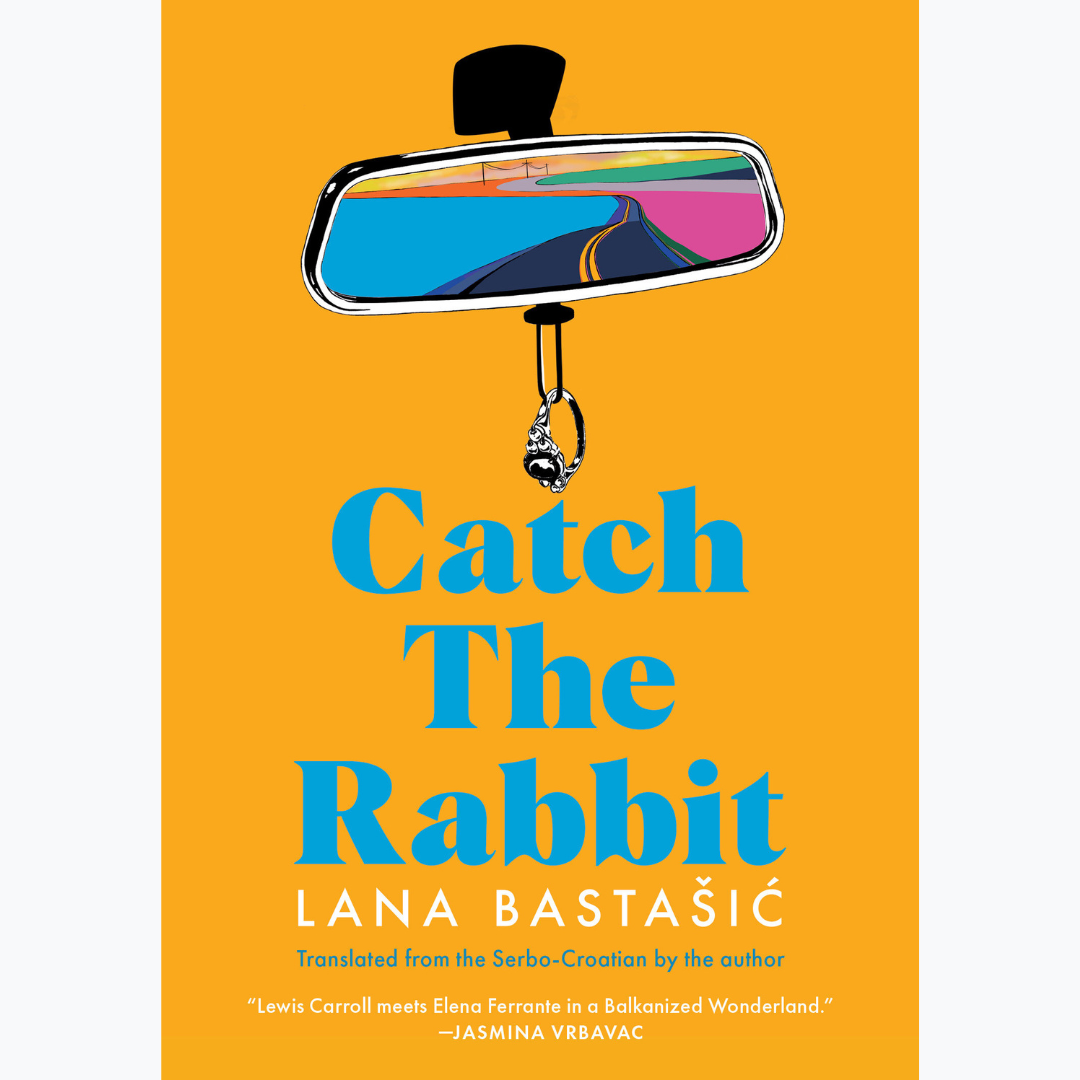 Catch
The
Rabbit
LANA BASTAŠIĆ
Translated from the Serbo-Croatian by the author
“Lewis Carroll meets Elena Ferrante in a Balkanized Wonderland.”
—JASMINA VRBAVAC